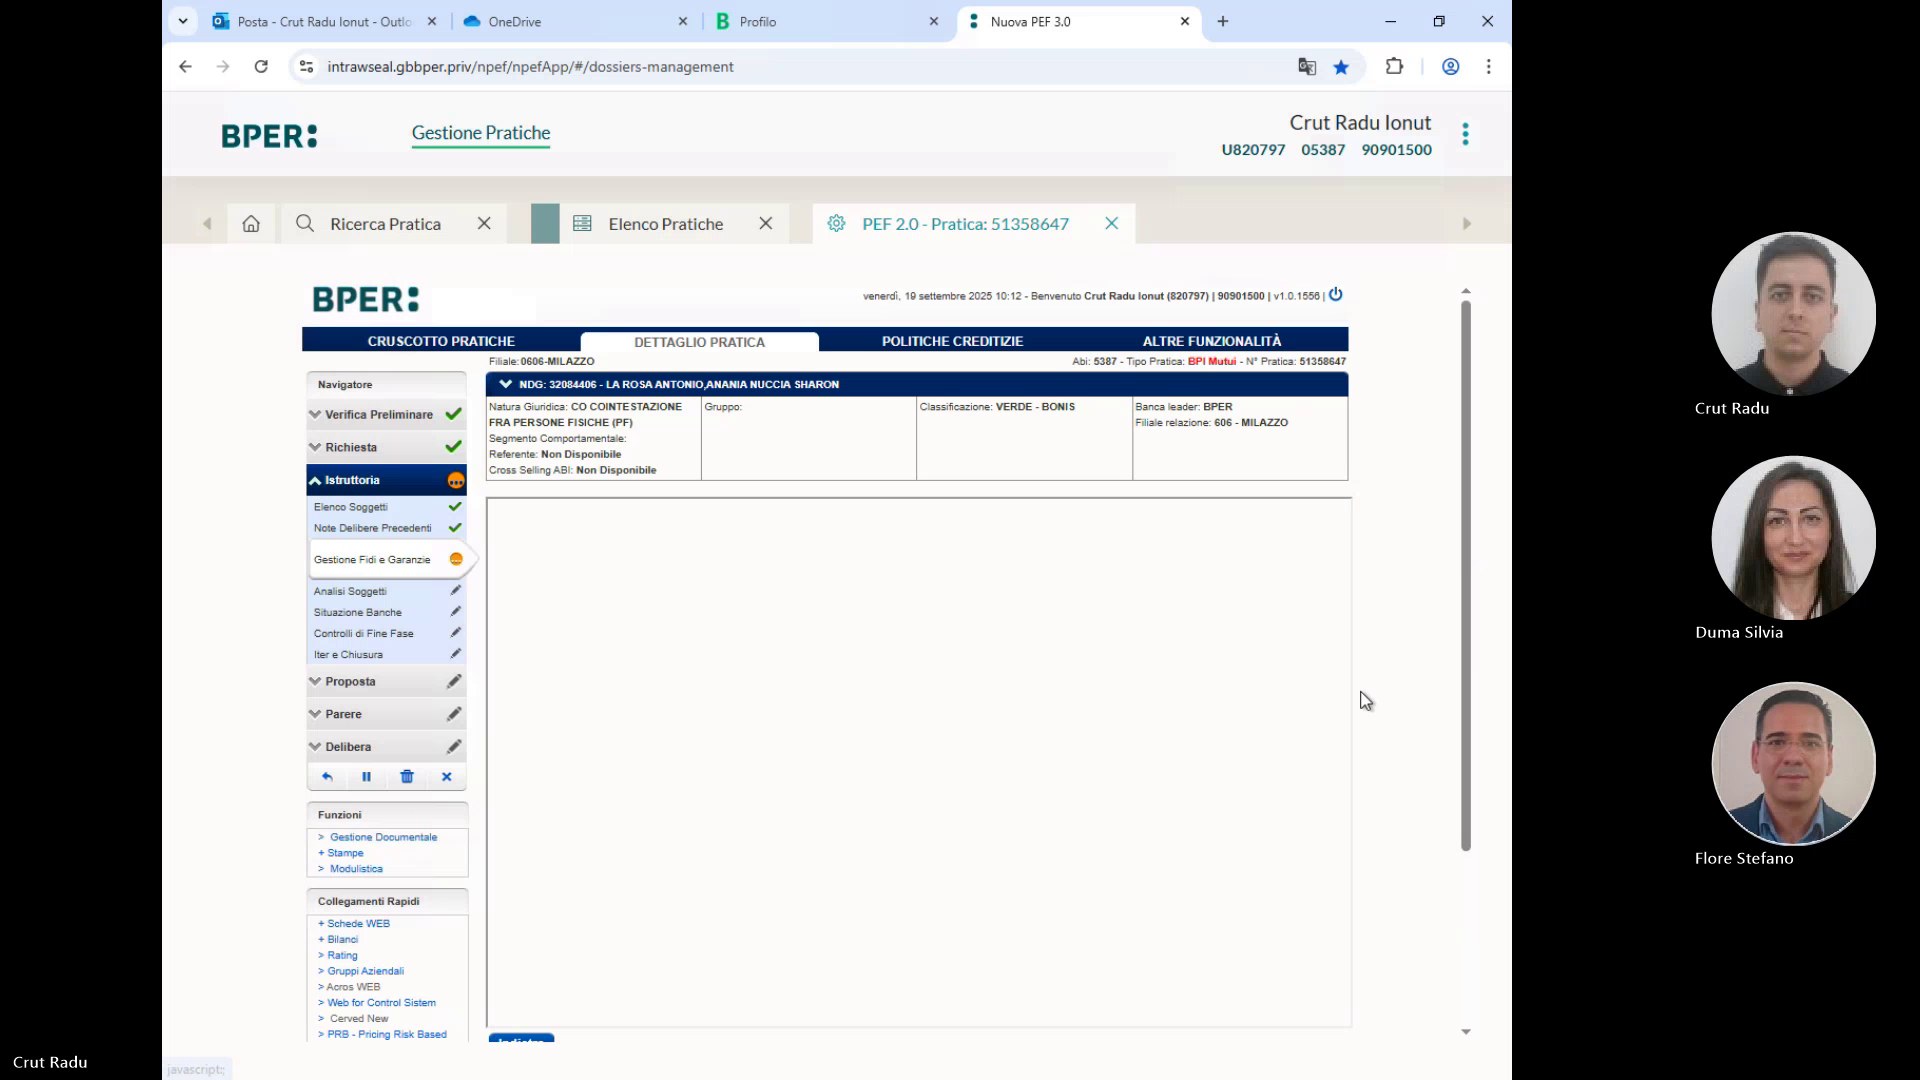 Posta - Crut Radu Ionut - Outlo
OneDrive
Profilo
Nuova PEF 3.0
intrawseal.gbbper.priv/npef/npefApp/#/dossiers-management
BPER:
Gestione Pratiche
Crut Radu Ionut
U820797 05387 90901500
Ricerca Pratica
Elenco Pratiche
PEF 2.0 - Pratica: 51358647
BPER:
venerdì, 19 settembre 2025 10:12 - Benvenuto Crut Radu Ionut (820797) | 90901500 | v1.0.1556 |
CRUSCOTTO PRATICHE
DETTAGLIO PRATICA
POLITICHE CREDITIZIE
ALTRE FUNZIONALITÀ
Filiale: 0606-MILAZZO
Abi: 5387 - Tipo Pratica: BPI Mutui - N° Pratica: 51358647
NDG: 32084406 - LA ROSA ANTONIO,ANANIA NUCCIA SHARON
Natura Giuridica: CO COINTESTAZIONE
FRA PERSONE FISICHE (PF)
Segmento Comportamentale:
Referente: Non Disponibile
Cross Selling ABI: Non Disponibile
Gruppo:
Classificazione: VERDE - BONIS
Banca leader: BPER
Filiale relazione: 606 - MILAZZO
Navigatore
Verifica Preliminare
Richiesta
Istruttoria
Elenco Soggetti
Note Delibere Precedenti
Gestione Fidi e Garanzie
Analisi Soggetti
Situazione Banche
Controlli di Fine Fase
Iter e Chiusura
Proposta
Parere
Delibera
Funzioni
> Gestione Documentale
+ Stampe
> Modulistica
Collegamenti Rapidi
+ Schede WEB
+ Bilanci
> Rating
> Gruppi Aziendali
> Acros WEB
> Web for Control Sistem
> Cerved New
> PRB - Pricing Risk Based
Indietro
javascript:;
Crut Radu
Duma Silvia
Flore Stefano
Crut Radu